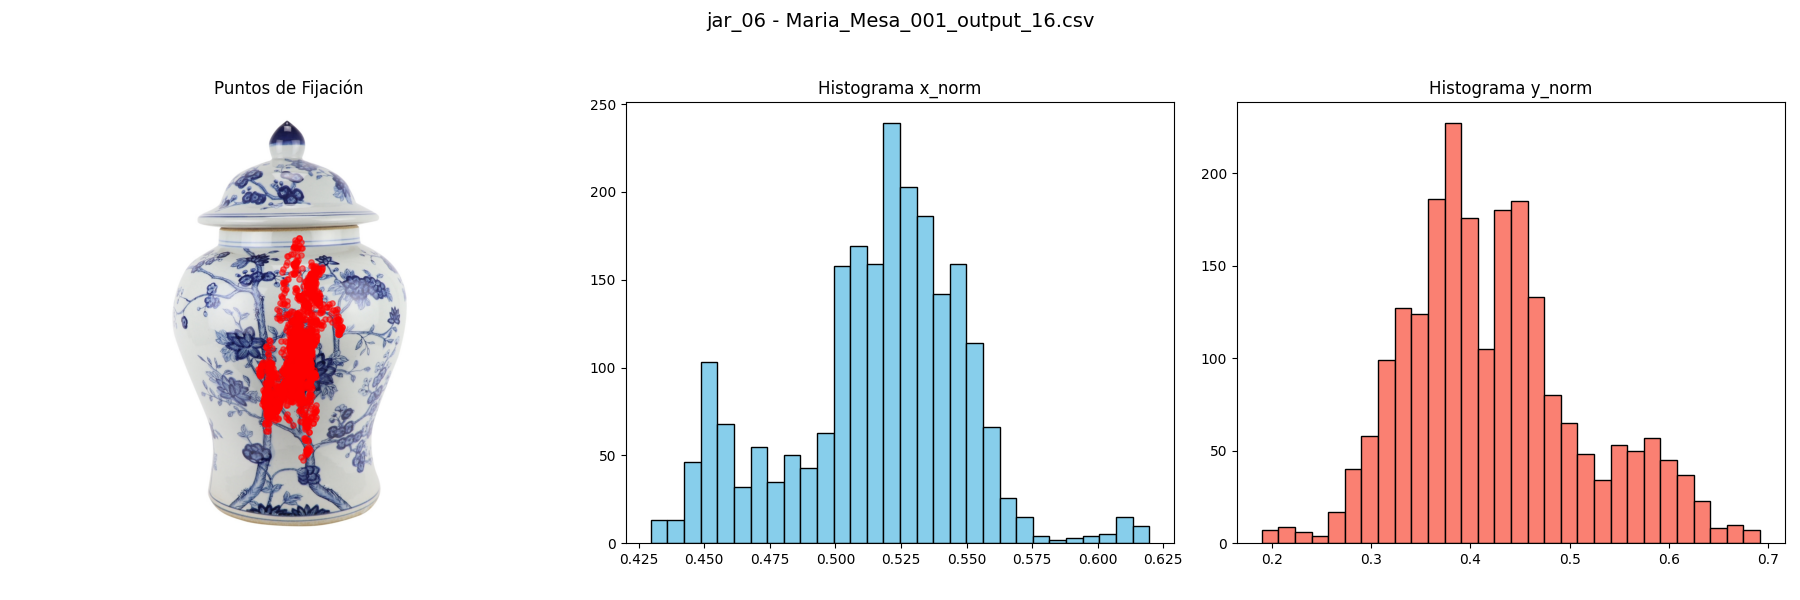 jar_06 - Maria_Mesa_001_output_16.csv
Puntos de Fijación
Histograma x_norm
250
200
150
100
50
0
0.425 0.450 0.475 0.500 0.525 0.550 0.575 0.600 0.625
Histograma y_norm
200
150
100
50
0
0.2 0.3 0.4 0.5 0.6 0.7